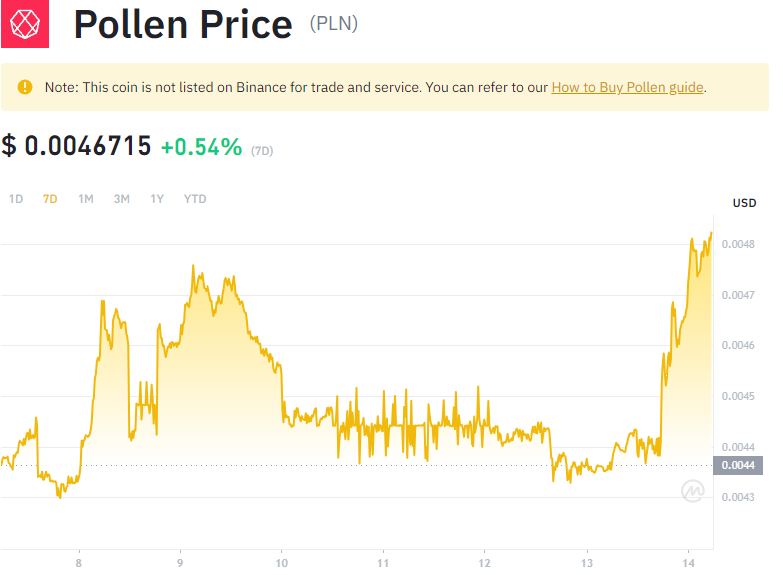 Pollen Price (PLN)
Note: This coin is not listed on Binance for trade and service. You can refer to our How to Buy Pollen guide.
$ 0.0046715 +0.54% (7D)
1D 7D 1M 3M 1Y YTD
USD
0.0048
0.0047
0.0046
0.0045
0.0044
0.0044
0.0043
8 9 10 11 12 13 14